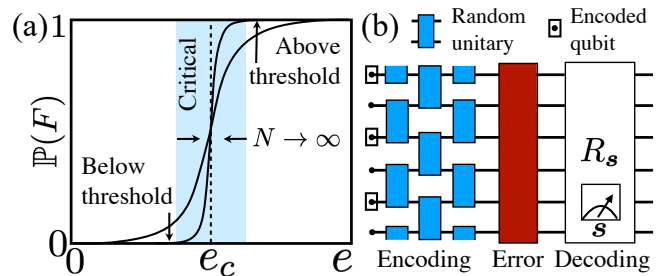 (a)
1
Critical
Above
threshold
ℙ(F)
N → ∞
Below
threshold
0
0
e_c
e
(b)
Random
unitary
Encoded
qubit
R_s
s
Encoding
Error
Decoding